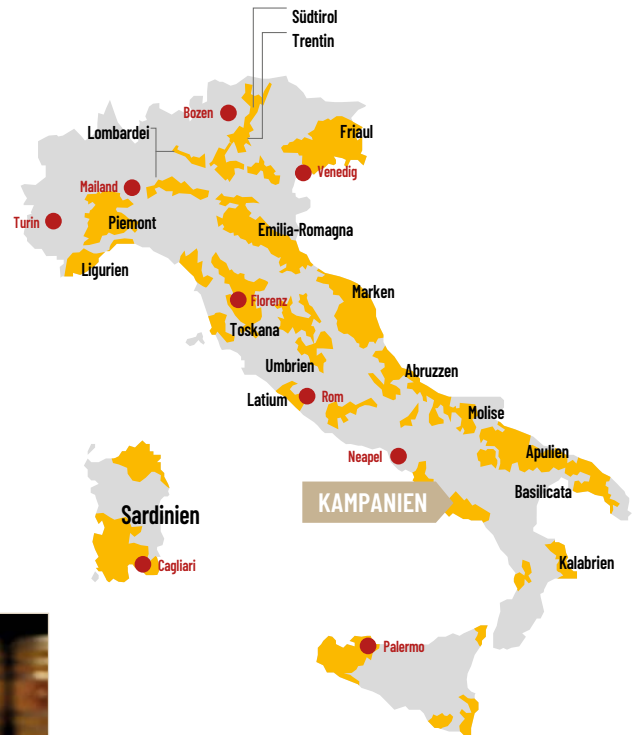 Südtirol
Trentin
Bozen
Lombardei
Friaul
Venedig
Mailand
Turin
Piemont
Emilia-Romagna
Ligurien
Marken
Florenz
Toskana
Umbrien
Abruzzen
Latium
Rom
Molise
Neapel
Apulien
Basilicata
KAMPANIEN
Sardinien
Kalabrien
Cagliari
Palermo